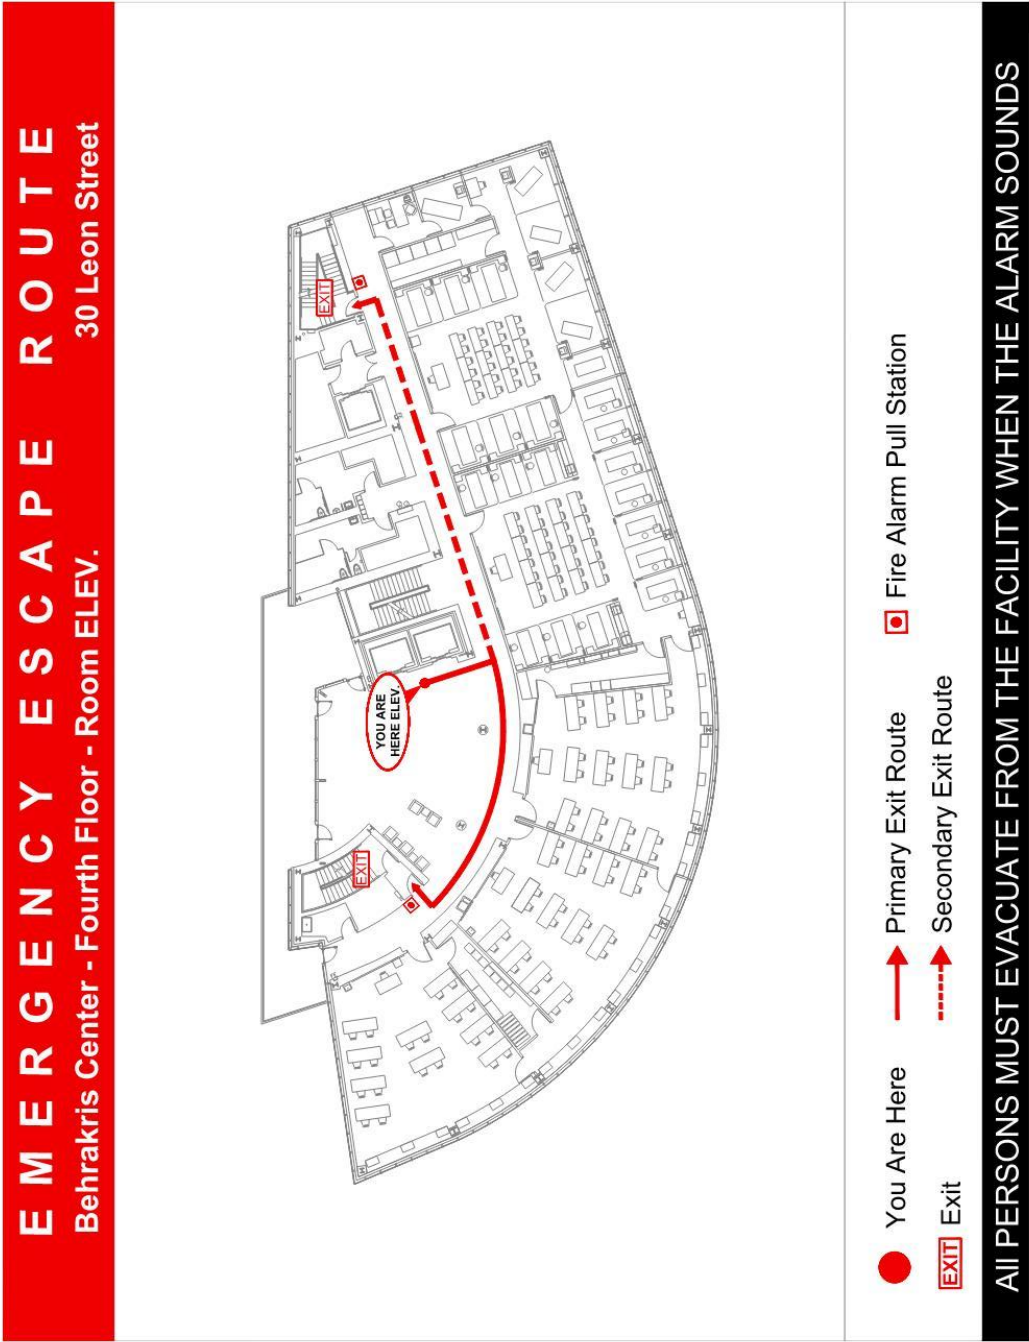 EMERGENCY ESCAPE ROUTE
Behrakris Center - Fourth Floor - Room ELEV.
30 Leon Street
EXIT
YOU ARE
HERE ELEV.
EXIT
You Are Here
Primary Exit Route
Fire Alarm Pull Station
EXIT Exit
Secondary Exit Route
All PERSONS MUST EVACUATE FROM THE FACILITY WHEN THE ALARM SOUNDS